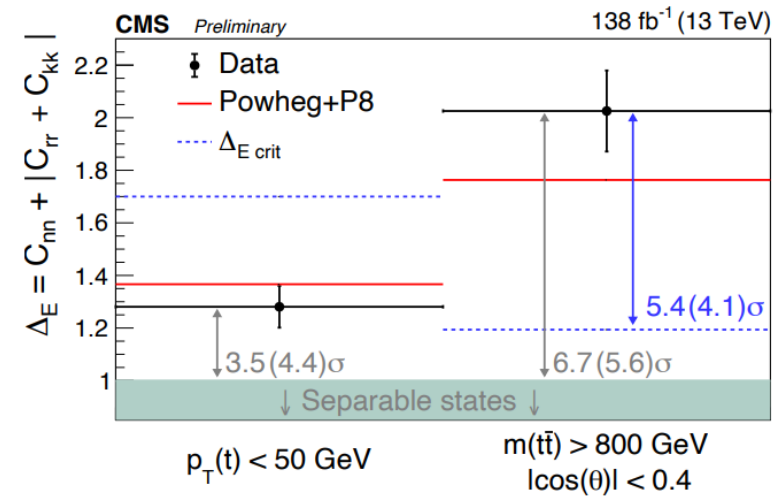 CMS Preliminary 138 fb⁻¹ (13 TeV)
Δ_E = C_nn + | C_rr + C_kk |
2.2
2
1.8
1.6
1.4
1.2
1
Data
Powheg+P8
Δ_E crit
3.5(4.4)σ
6.7(5.6)σ
5.4(4.1)σ
↓ Separable states ↓
p_T(t) < 50 GeV
m(tt̄) > 800 GeV
|cos(θ)| < 0.4